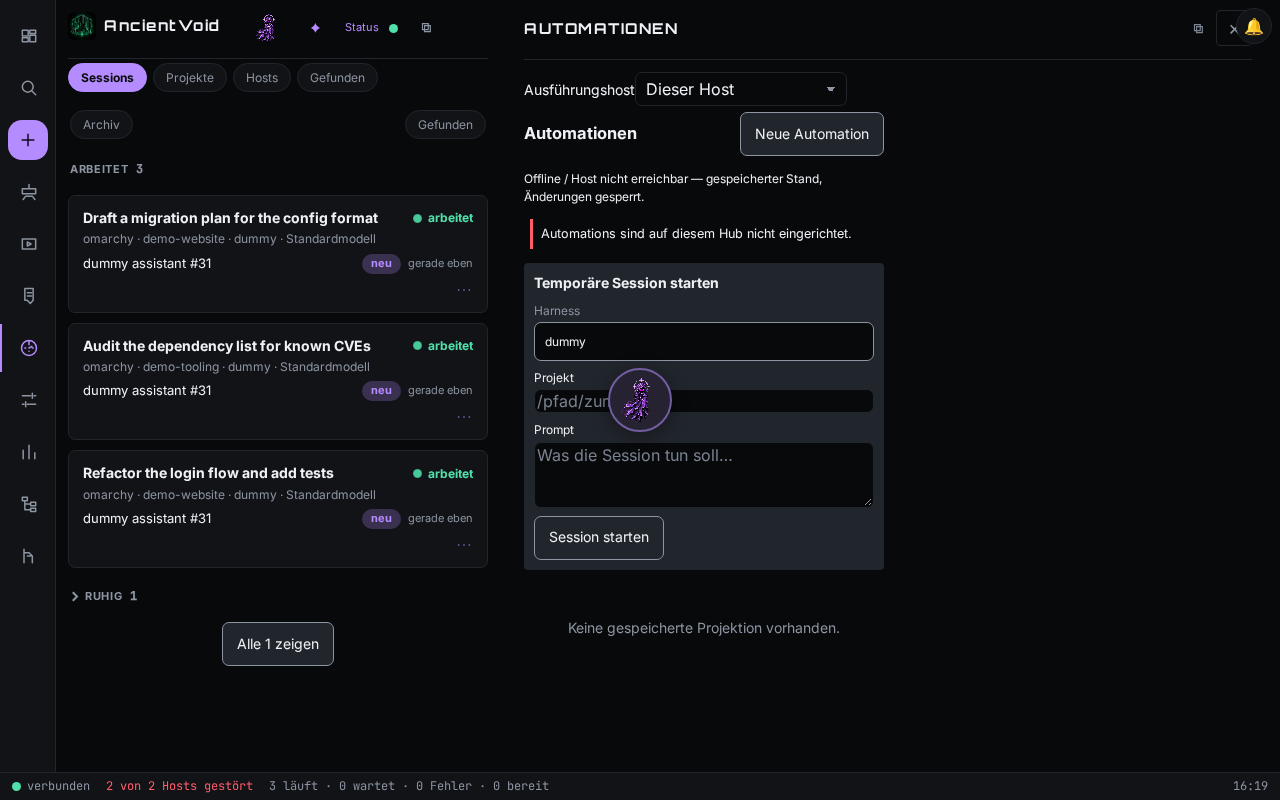 AncientVoid
Status
Sessions
Projekte
Hosts
Gefunden
Archiv
Gefunden
ARBEITET 3
Draft a migration plan for the config format
arbeitet
omarchy · demo-website · dummy · Standardmodell
dummy assistant #31
neu
gerade eben
...
Audit the dependency list for known CVEs
arbeitet
omarchy · demo-tooling · dummy · Standardmodell
dummy assistant #31
neu
gerade eben
...
Refactor the login flow and add tests
arbeitet
omarchy · demo-website · dummy · Standardmodell
dummy assistant #31
neu
gerade eben
...
RUHIG 1
Alle 1 zeigen
AUTOMATIONEN
Ausführungshost
Dieser Host
Automationen
Neue Automation
Offline / Host nicht erreichbar — gespeicherter Stand,
Änderungen gesperrt.
Automations sind auf diesem Hub nicht eingerichtet.
Temporäre Session starten
Harness
dummy
Projekt
/pfad/zur
Prompt
Was die Session tun soll…
Session starten
Keine gespeicherte Projektion vorhanden.
verbunden
2 von 2 Hosts gestört
3 läuft · 0 wartet · 0 Fehler · 0 bereit
16:19